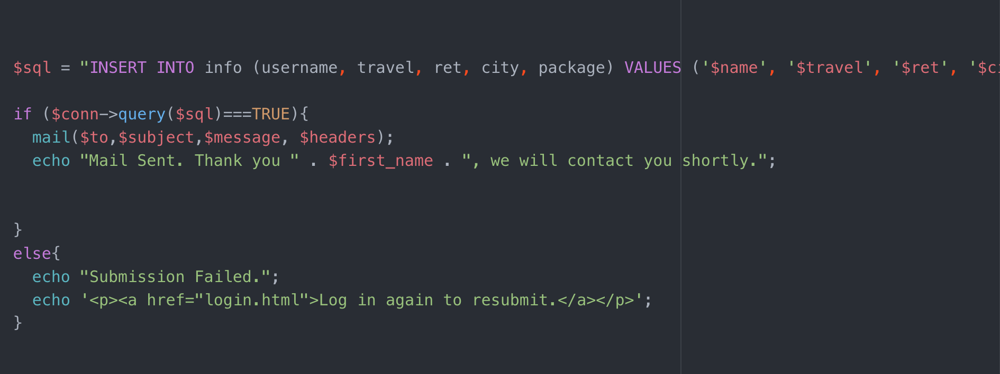 $sql = "INSERT INTO info (username, travel, ret, city, package) VALUES ('$name', '$travel', '$ret', '$ci
if ($conn->query($sql)===TRUE){
  mail($to,$subject,$message, $headers);
  echo "Mail Sent. Thank you " . $first_name . ", we will contact you shortly.";
}
else{
  echo "Submission Failed.";
  echo '<p><a href="login.html">Log in again to resubmit.</a></p>';
}